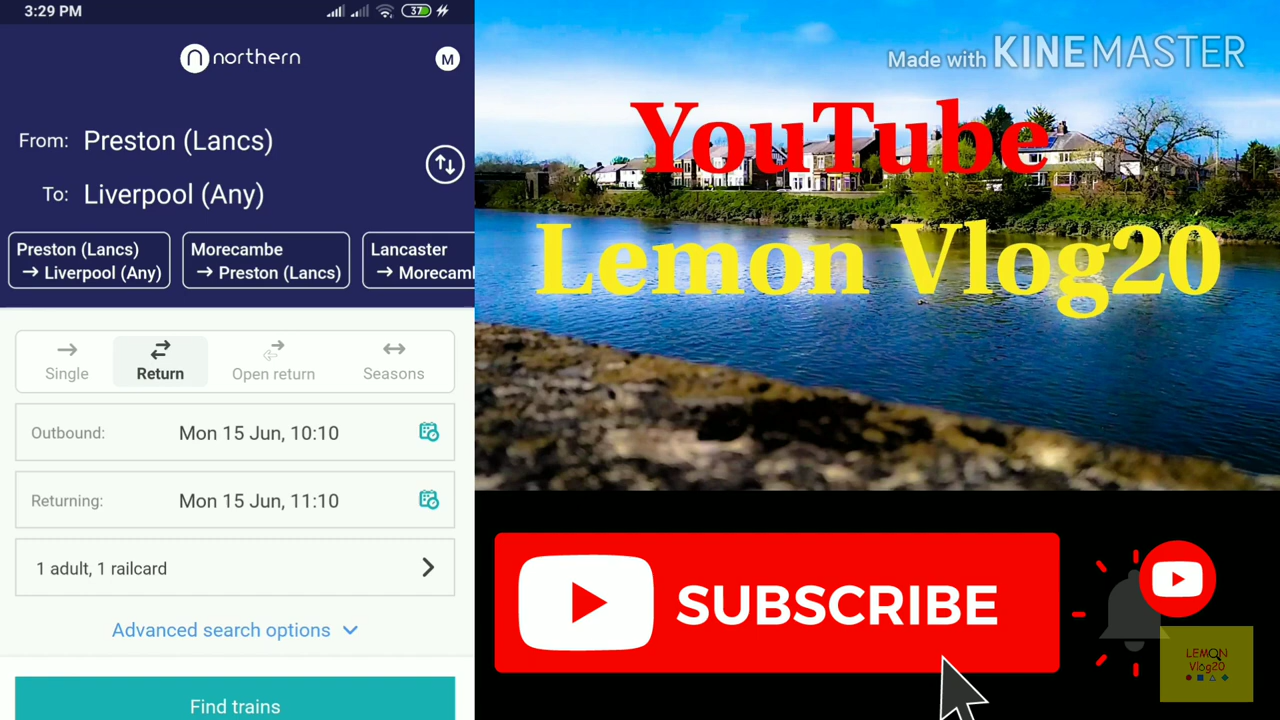 3:29 PM
37
northern
M
From: Preston (Lancs)
To: Liverpool (Any)
Preston (Lancs)
→ Liverpool (Any)
Morecambe
→ Preston (Lancs)
Lancaster
→ Morecaml
Single
Return
Open return
Seasons
Outbound: Mon 15 Jun, 10:10
Returning: Mon 15 Jun, 11:10
1 adult, 1 railcard
Advanced search options
Find trains
Made with KINEMASTER
YouTube
Lemon Vlog20
SUBSCRIBE
LEMON
Vlog20